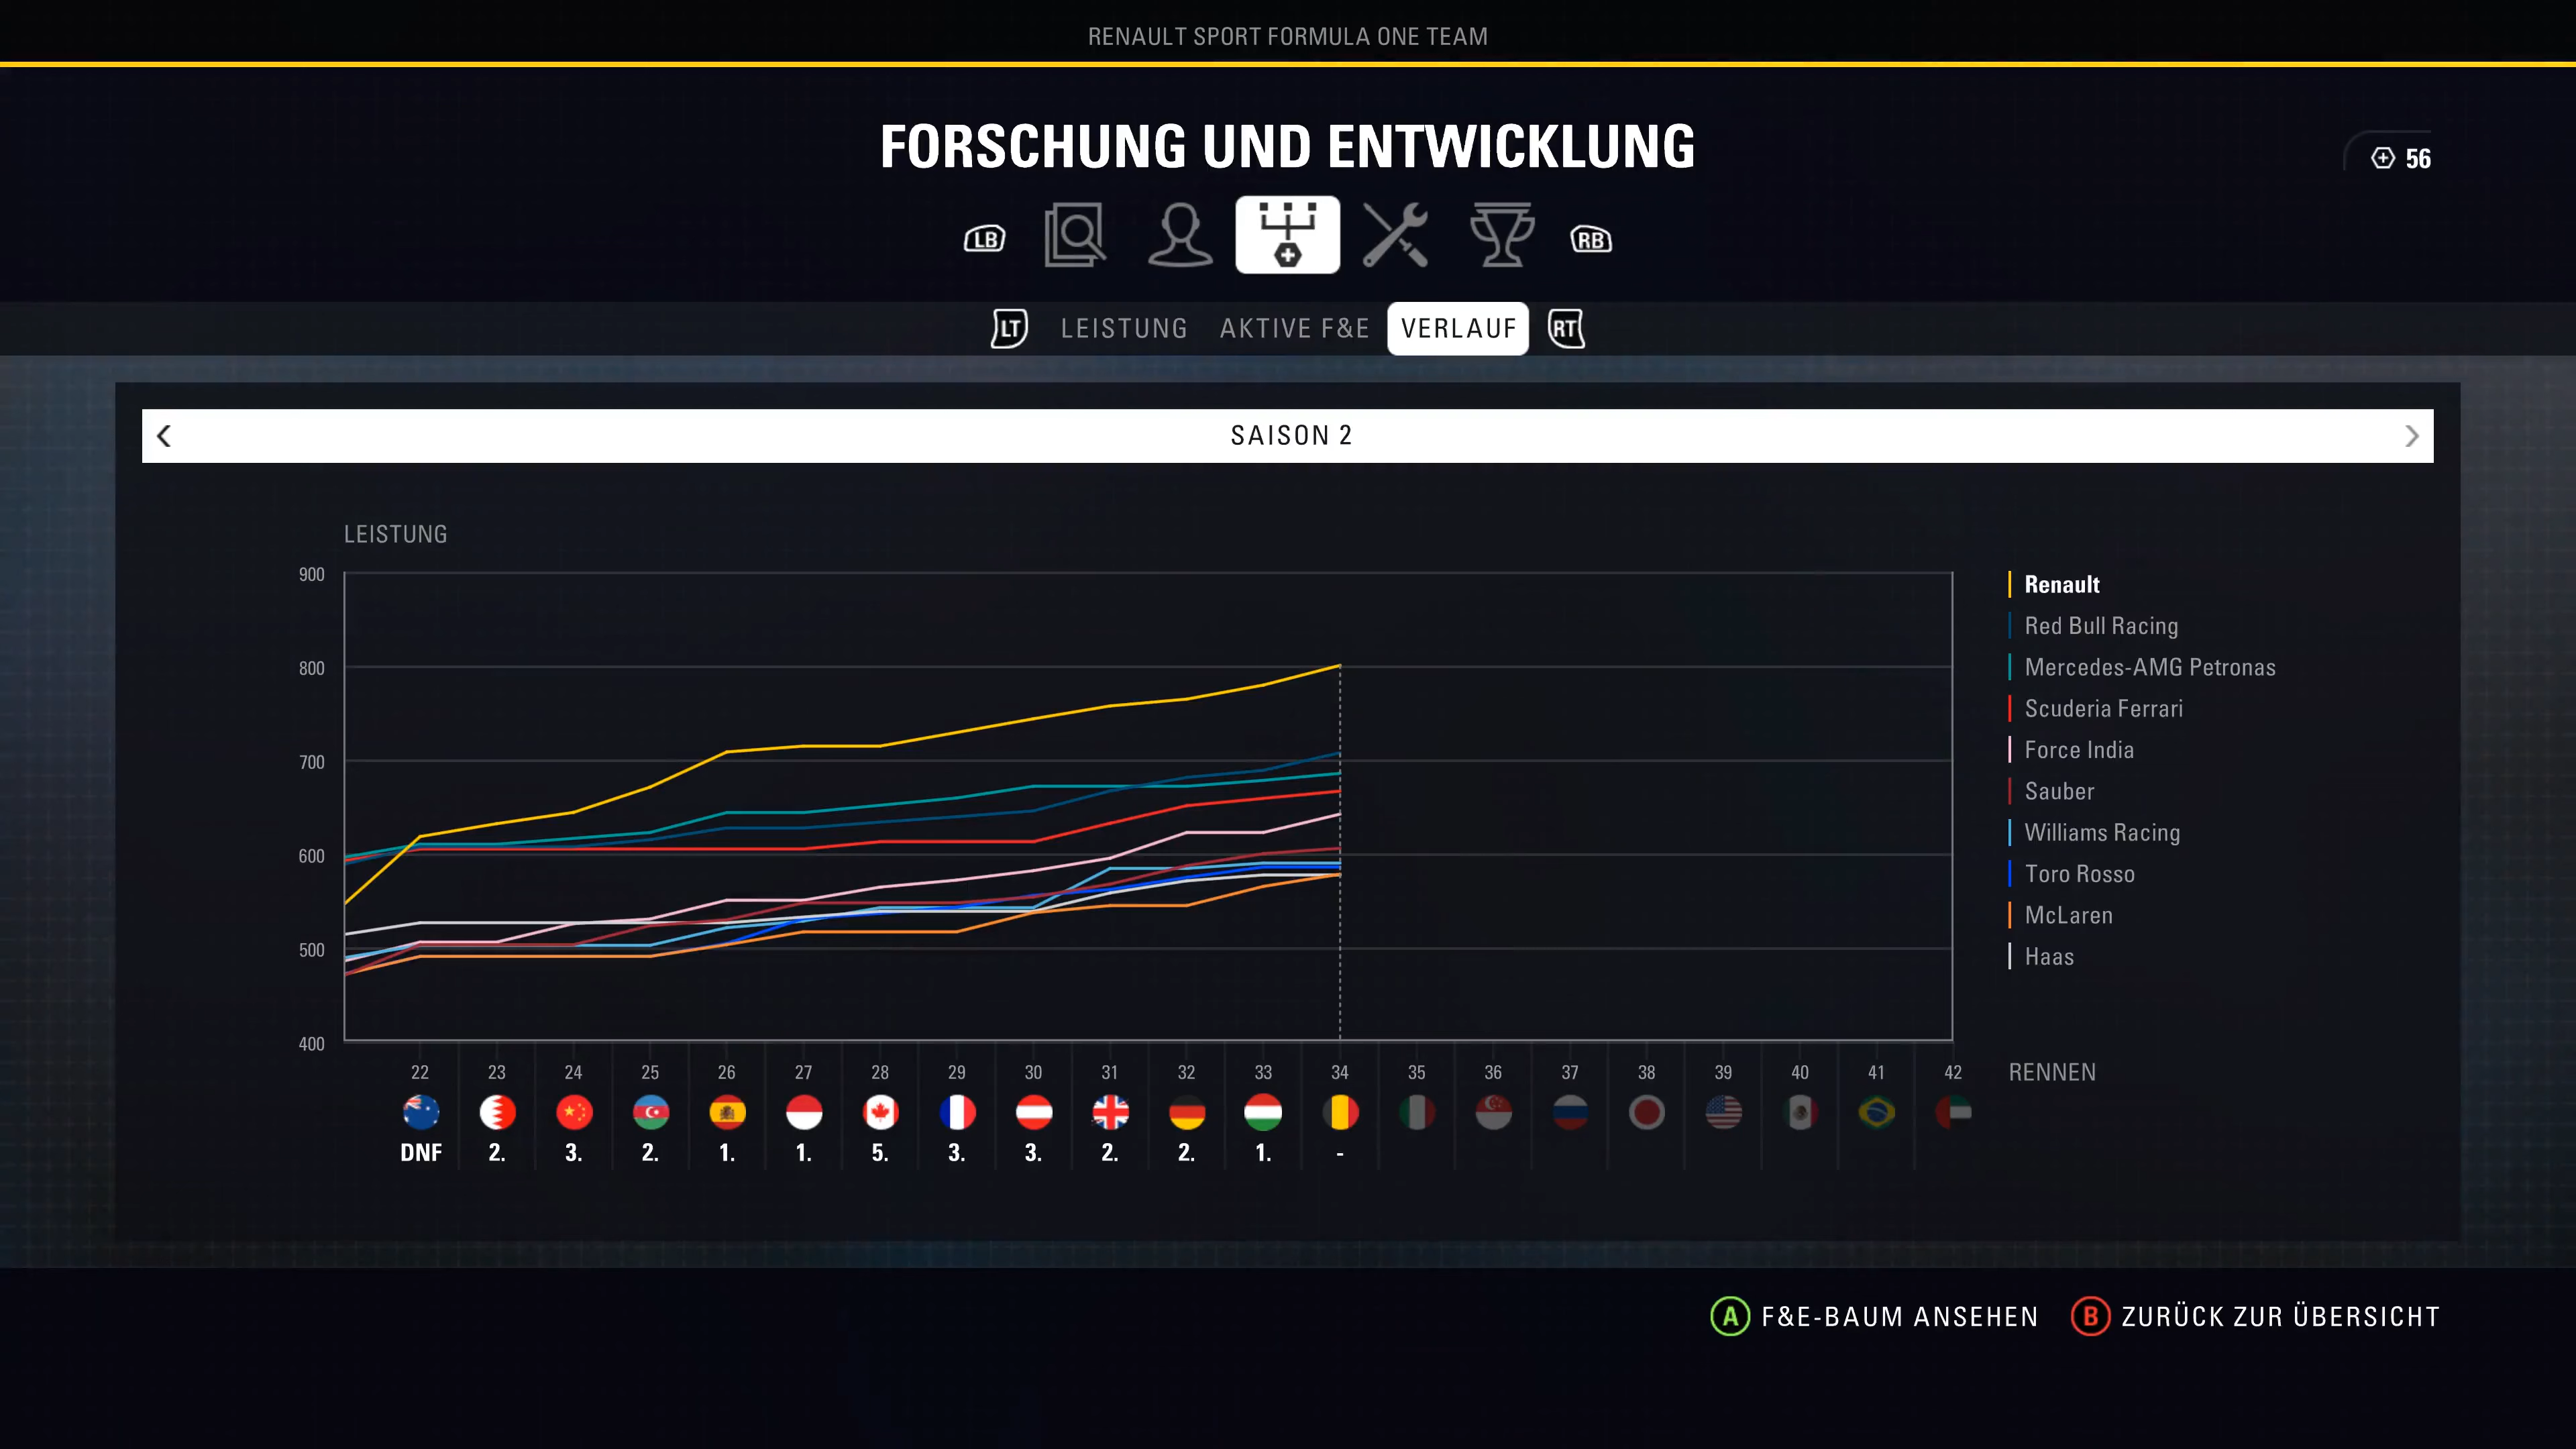 RENAULT SPORT FORMULA ONE TEAM
FORSCHUNG UND ENTWICKLUNG
56
LB RB
LT LEISTUNG AKTIVE F&E VERLAUF RT
SAISON 2
LEISTUNG
900
800
700
600
500
400
Renault
Red Bull Racing
Mercedes-AMG Petronas
Scuderia Ferrari
Force India
Sauber
Williams Racing
Toro Rosso
McLaren
Haas
22 23 24 25 26 27 28 29 30 31 32 33 34 35 36 37 38 39 40 41 42 RENNEN
DNF 2. 3. 2. 1. 1. 5. 3. 3. 2. 2. 1. -
A F&E-BAUM ANSEHEN B ZURÜCK ZUR ÜBERSICHT